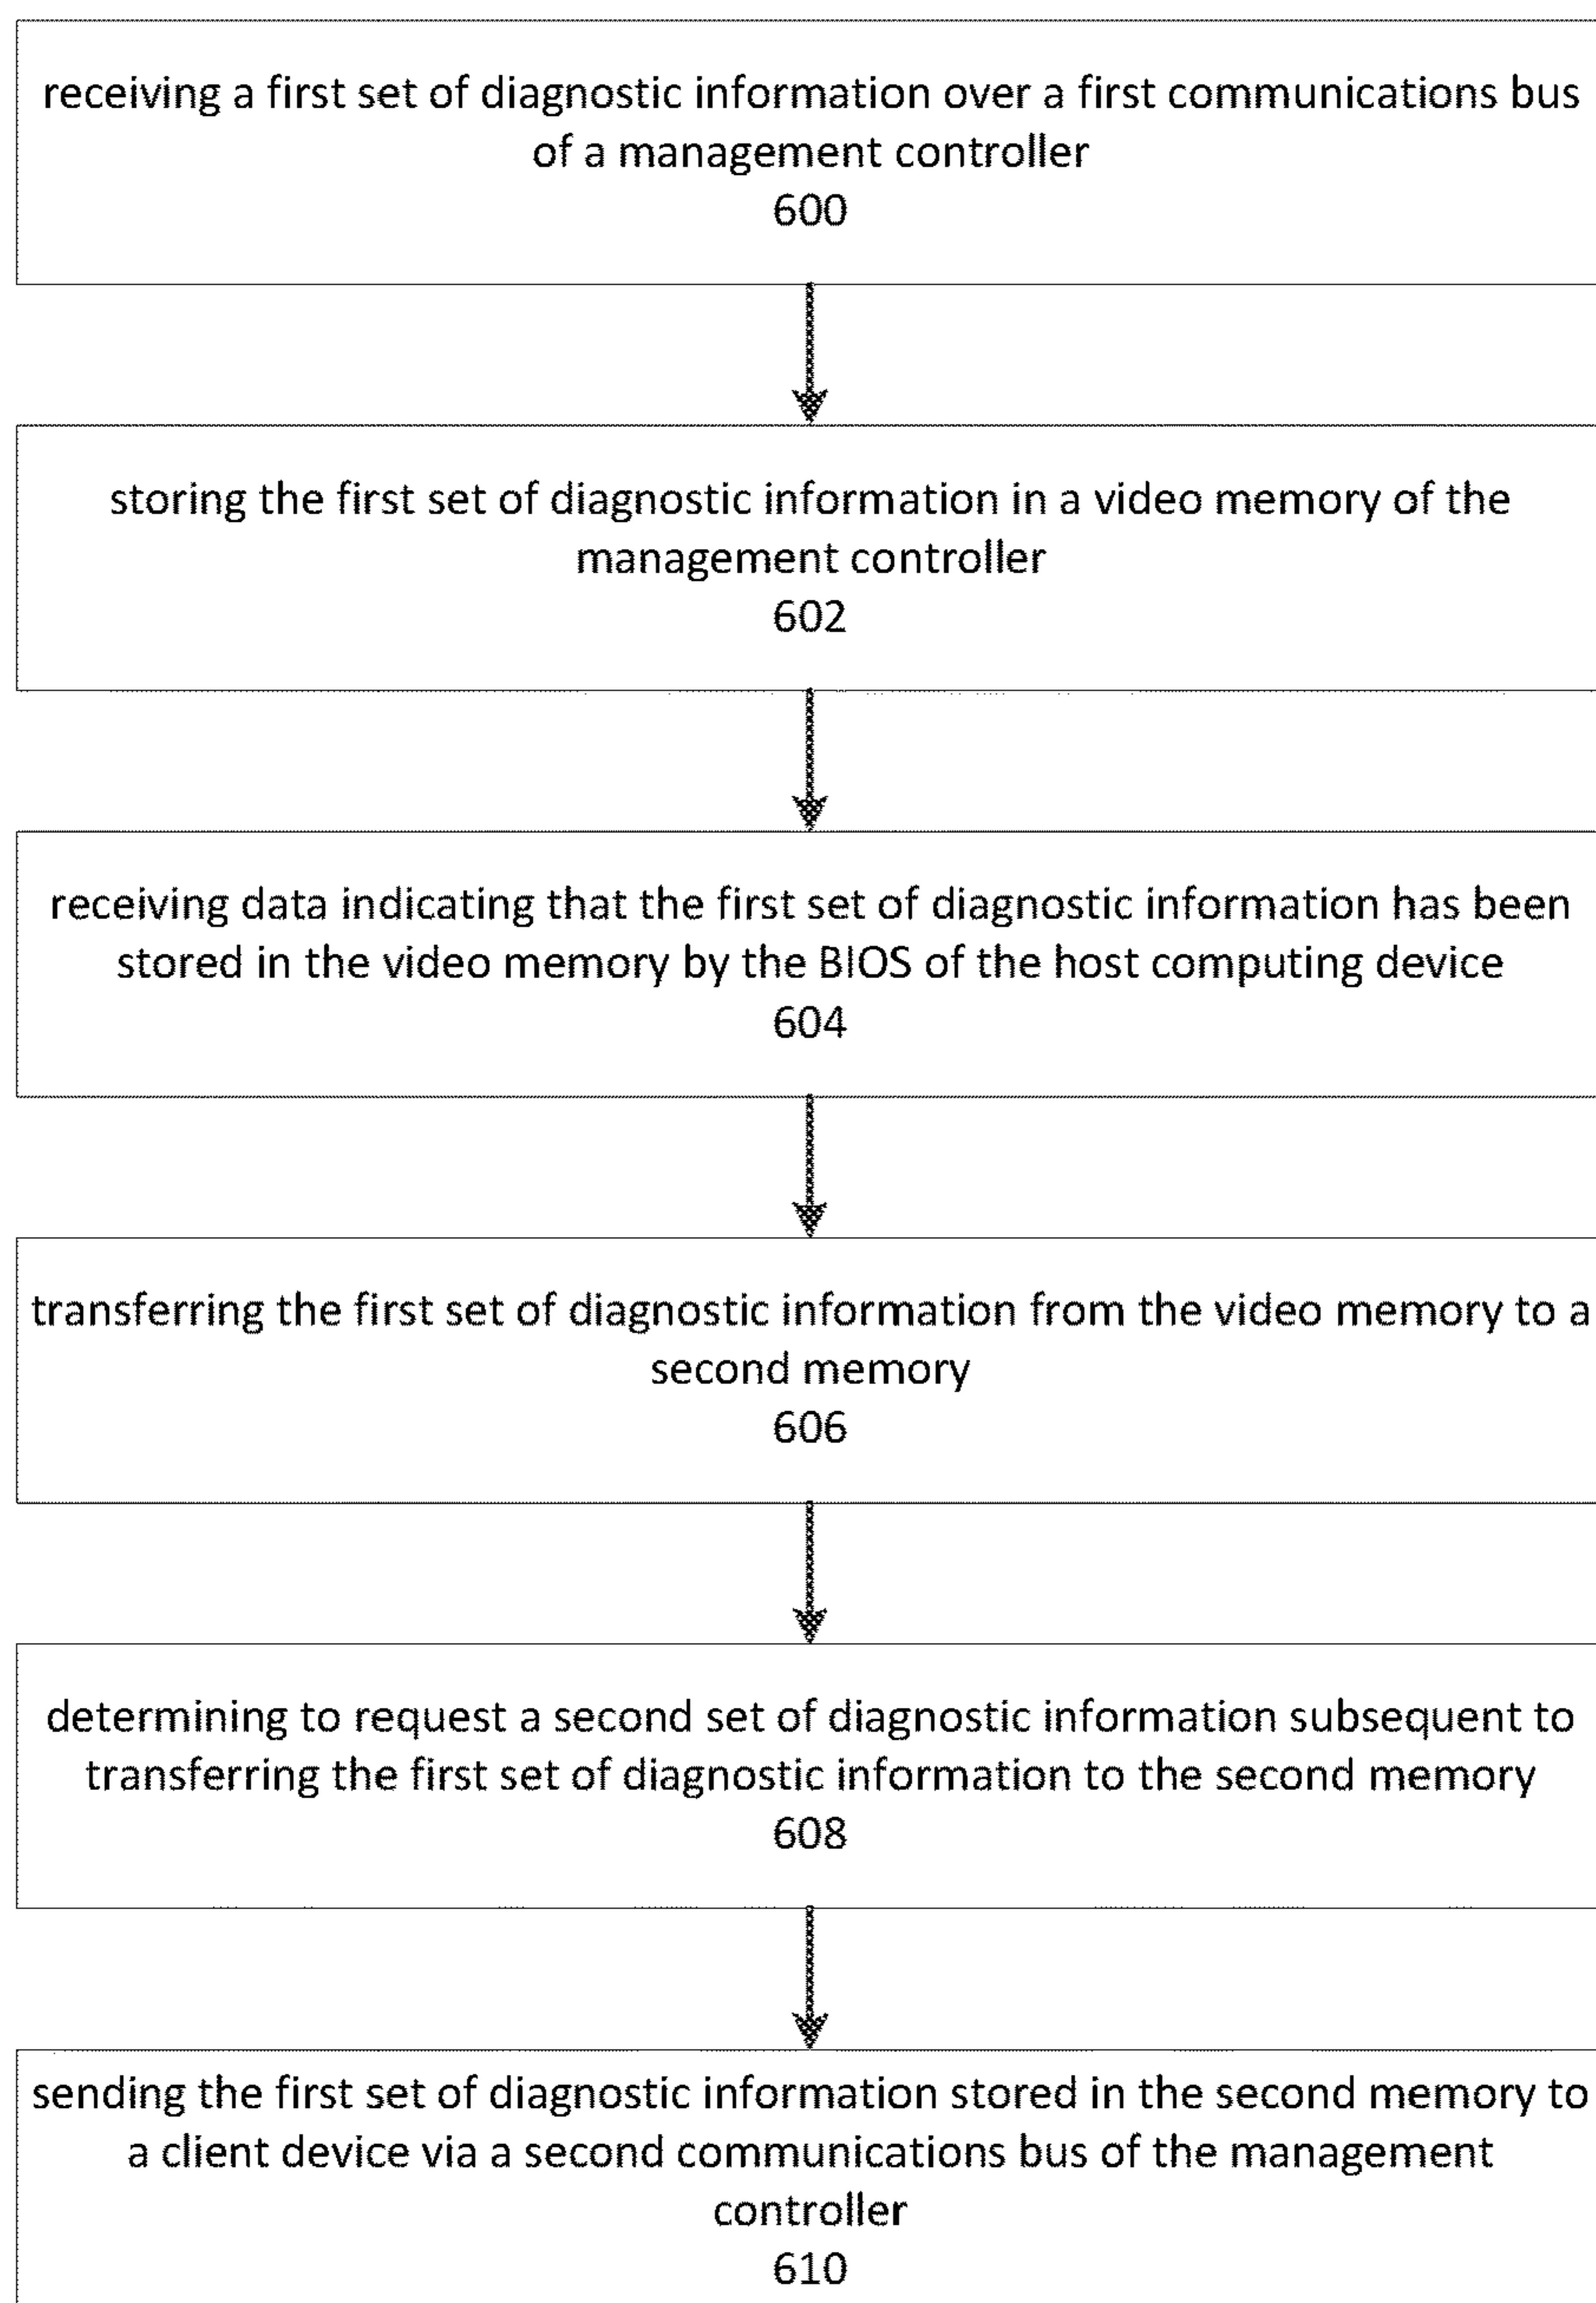 receiving a first set of diagnostic information over a first communications bus
of a management controller
600
storing the first set of diagnostic information in a video memory of the
management controller
602
receiving data indicating that the first set of diagnostic information has been
stored in the video memory by the BIOS of the host computing device
604
transferring the first set of diagnostic information from the video memory to a
second memory
606
determining to request a second set of diagnostic information subsequent to
transferring the first set of diagnostic information to the second memory
608
sending the first set of diagnostic information stored in the second memory to
a client device via a second communications bus of the management
controller
610